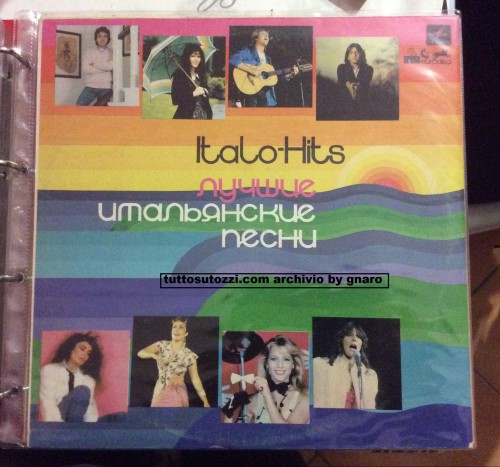 Italo-Hits
лучшие
итальянские
песни
tuttosutozzi.com archivio by gnaro